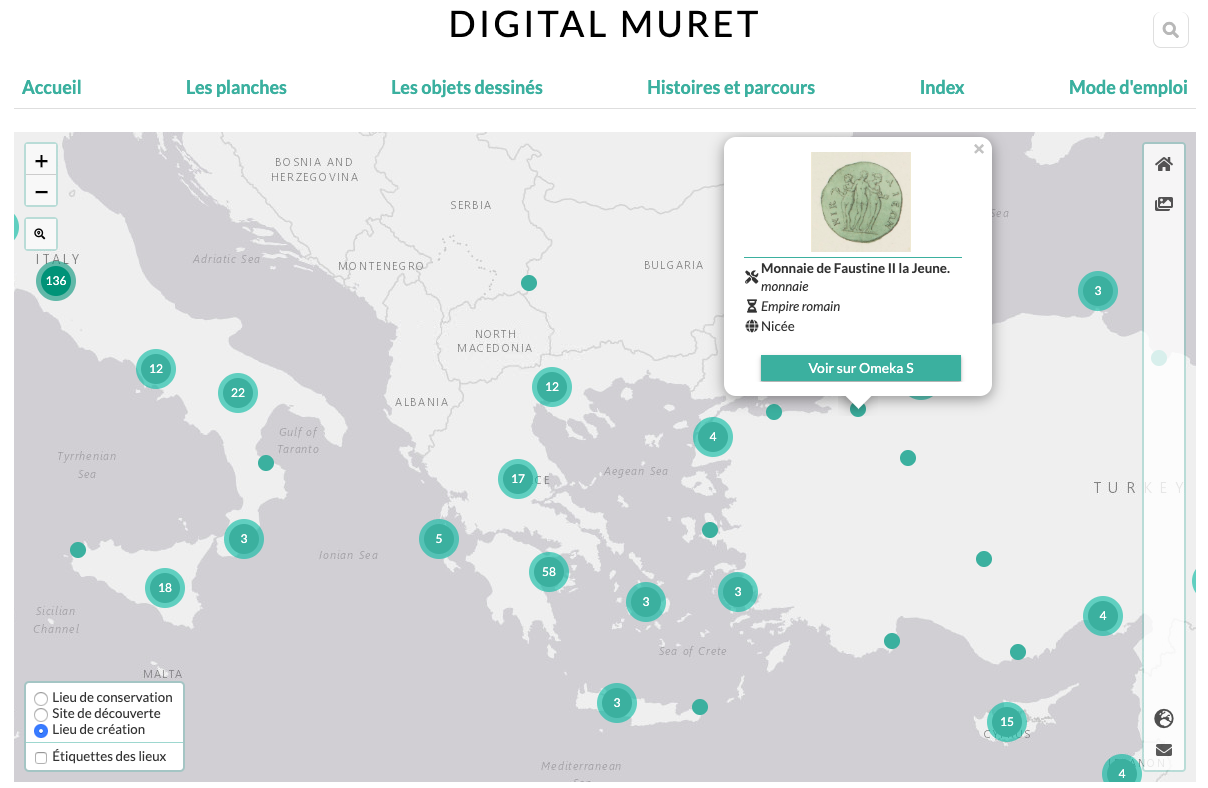 DIGITAL MURET
Accueil
Les planches
Les objets dessinés
Histoires et parcours
Index
Mode d'emploi
+
−
BOSNIA AND
HERZEGOVINA
SERBIA
ITALY
136
Adriatic Sea
MONTENEGRO
BULGARIA
Sea
Monnaie de Faustine II la Jeune.
monnaie
Empire romain
Nicée
Voir sur Omeka S
3
NORTH
MACEDONIA
12
22
12
ALBANIA
4
Gulf of
Taranto
Tyrrhenian
Sea
Aegean Sea
17
CE
TURKEY
3
Ionian Sea
5
58
18
3
3
4
Sicilian
Channel
Sea of Crete
MALTA
3
15
CYPRUS
Lieu de conservation
Site de découverte
Lieu de création
Étiquettes des lieux
Mediterranean
4